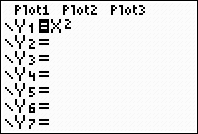 Plot1 Plot2 Plot3
\Y₁=X²
\Y₂=
\Y₃=
\Y₄=
\Y₅=
\Y₆=
\Y₇=